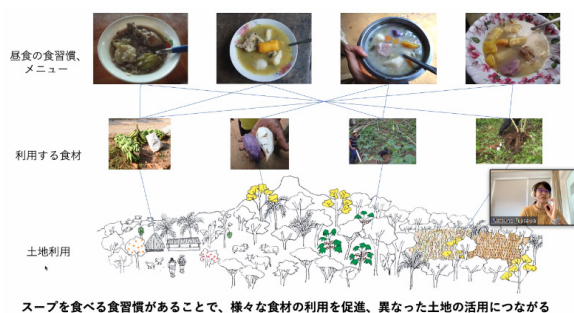 昼食の食習慣、
メニュー
利用する食材
土地利用
スープを食べる食習慣があることで、様々な食材の利用を促進、異なった土地の活用につながる